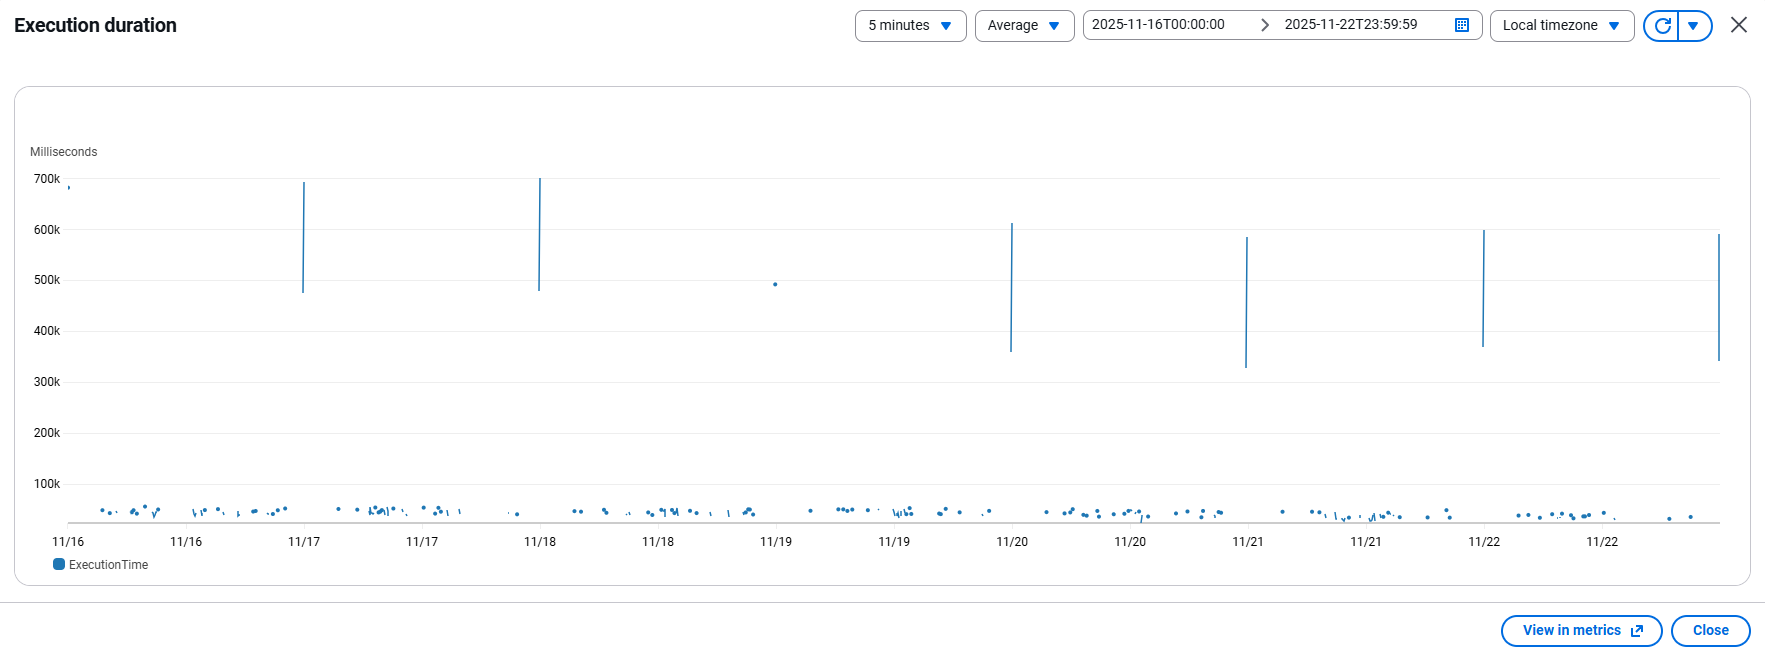 Execution duration
5 minutes
Average
2025-11-16T00:00:00
2025-11-22T23:59:59
Local timezone
Milliseconds
700k
600k
500k
400k
300k
200k
100k
11/16 11/16 11/17 11/17 11/18 11/18 11/19 11/19 11/20 11/20 11/21 11/21 11/22 11/22
ExecutionTime
View in metrics
Close